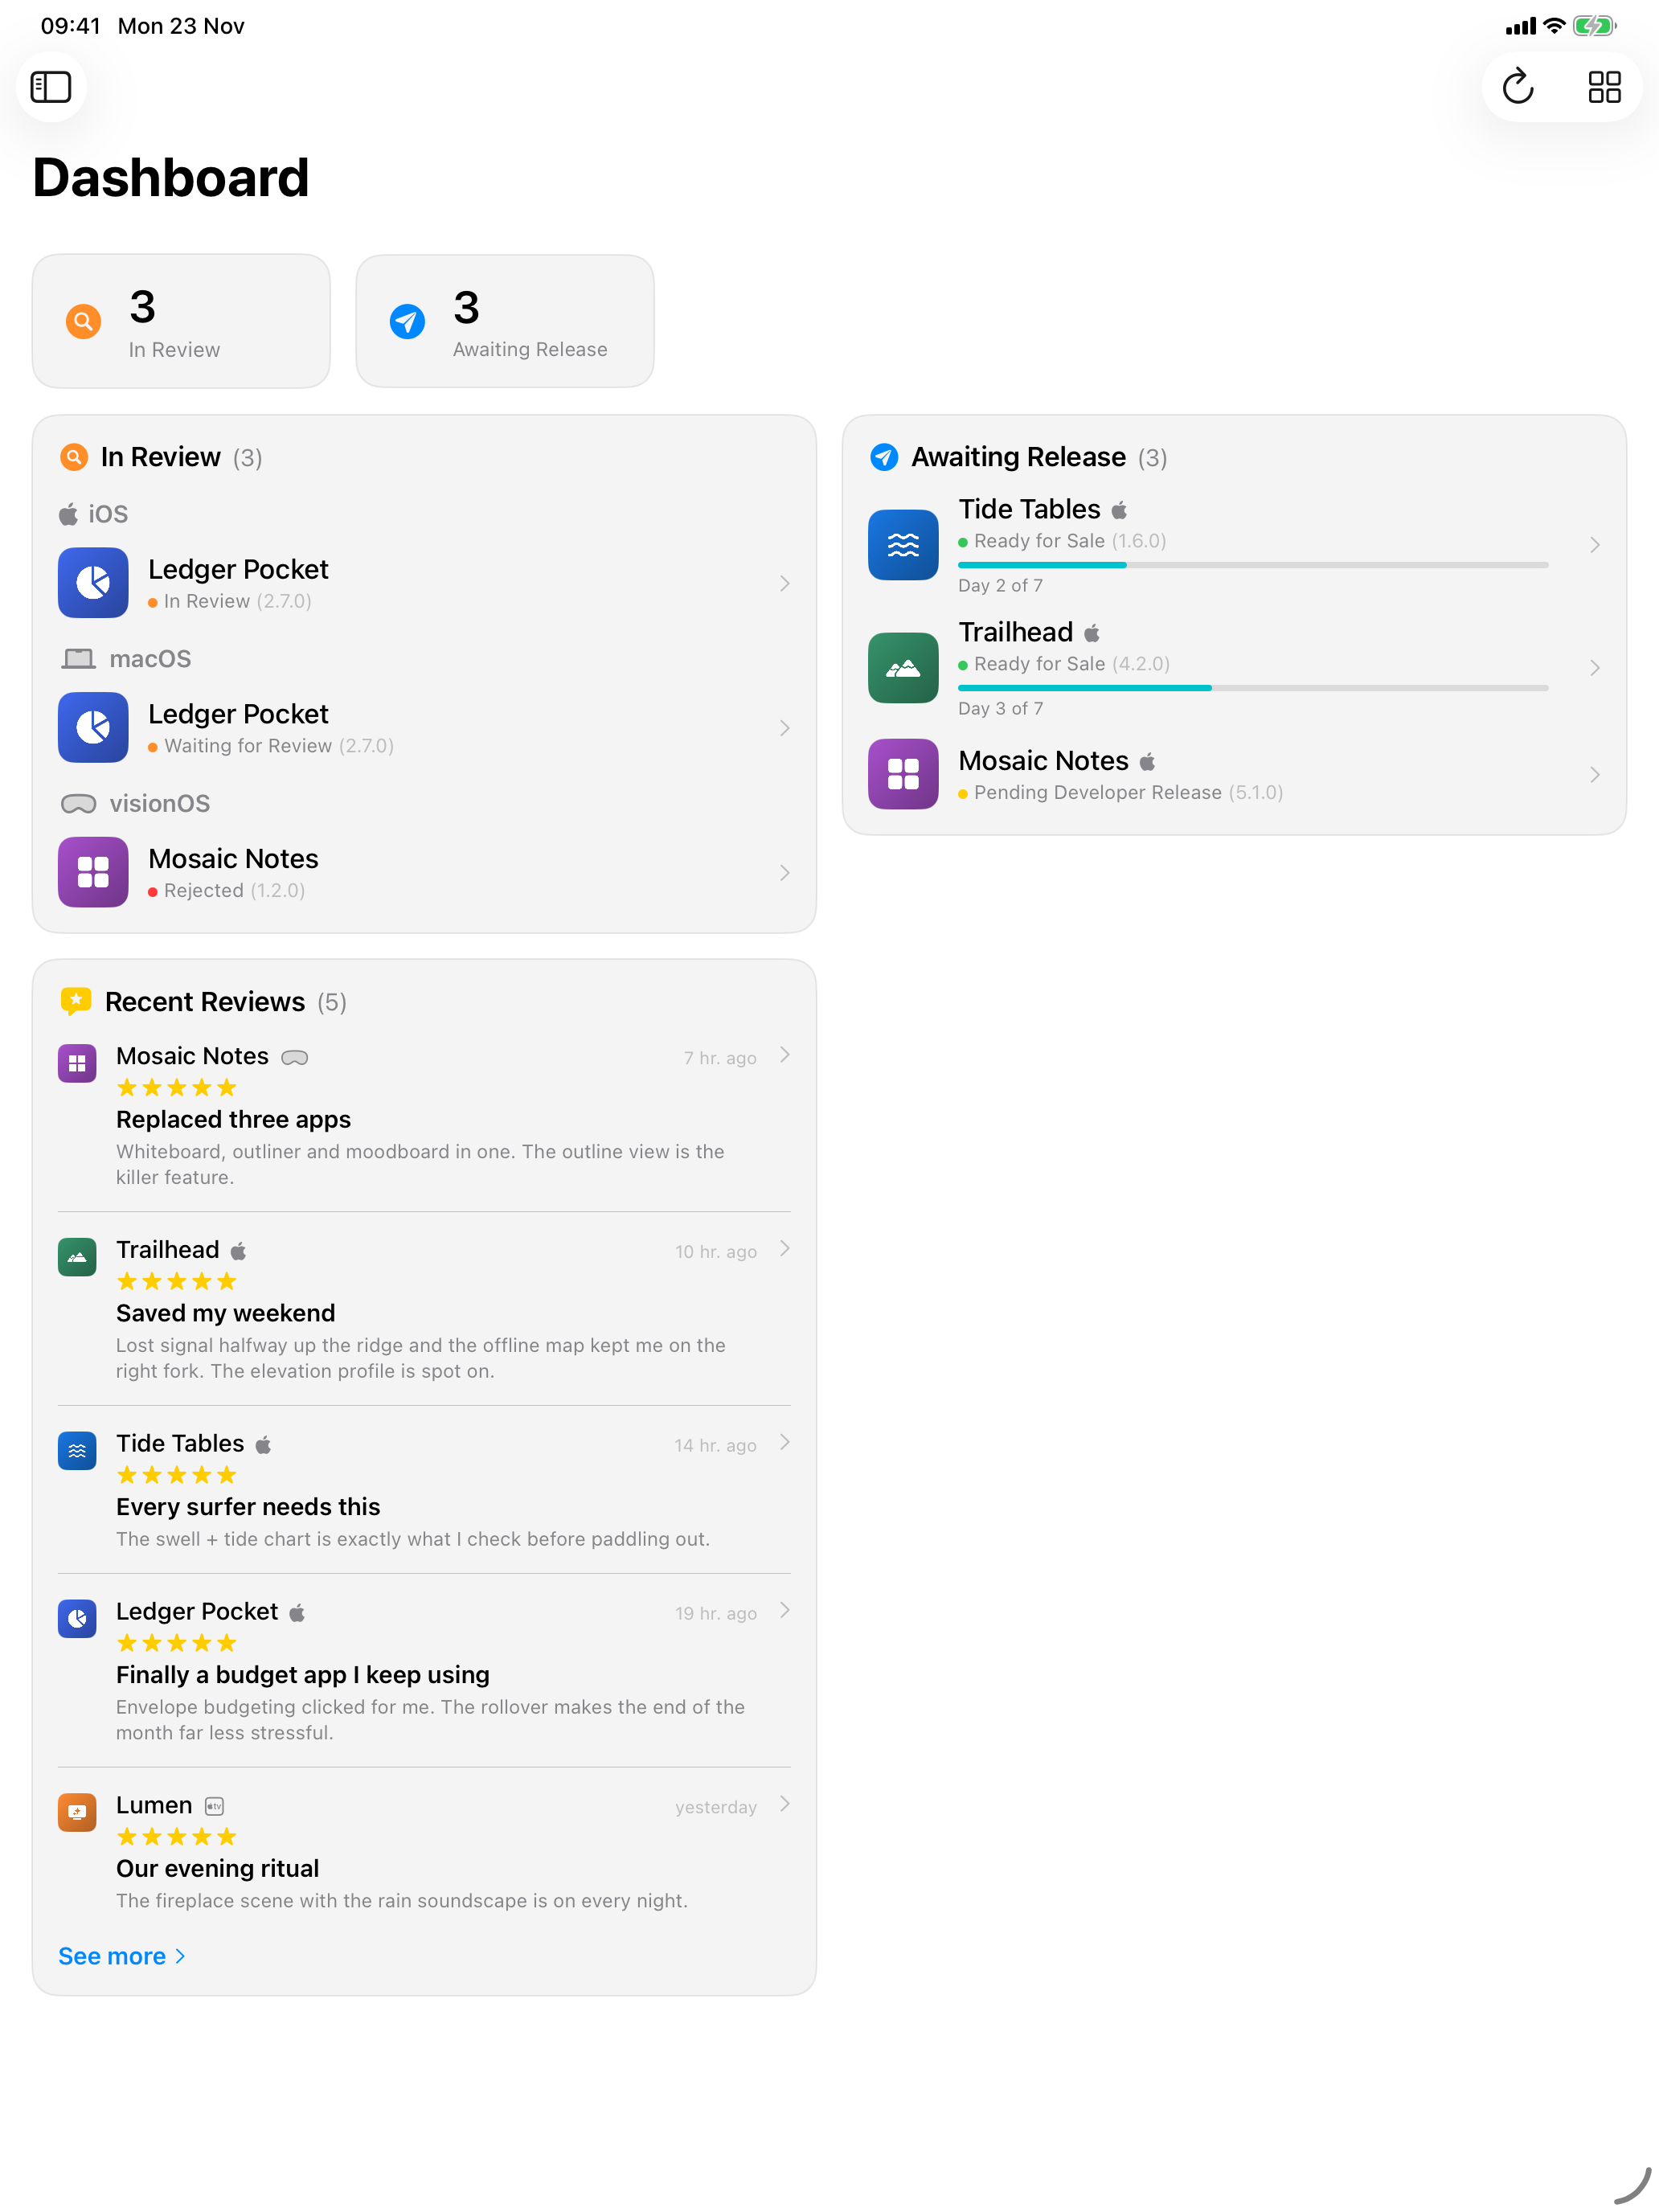 09:41 Mon 23 Nov
Dashboard
3
In Review
3
Awaiting Release
In Review (3)
iOS
Ledger Pocket
In Review (2.7.0)
macOS
Ledger Pocket
Waiting for Review (2.7.0)
visionOS
Mosaic Notes
Rejected (1.2.0)
Awaiting Release (3)
Tide Tables
Ready for Sale (1.6.0)
Day 2 of 7
Trailhead
Ready for Sale (4.2.0)
Day 3 of 7
Mosaic Notes
Pending Developer Release (5.1.0)
Recent Reviews (5)
Mosaic Notes
7 hr. ago
Replaced three apps
Whiteboard, outliner and moodboard in one. The outline view is the
killer feature.
Trailhead
10 hr. ago
Saved my weekend
Lost signal halfway up the ridge and the offline map kept me on the
right fork. The elevation profile is spot on.
Tide Tables
14 hr. ago
Every surfer needs this
The swell + tide chart is exactly what I check before paddling out.
Ledger Pocket
19 hr. ago
Finally a budget app I keep using
Envelope budgeting clicked for me. The rollover makes the end of the
month far less stressful.
Lumen tv
yesterday
Our evening ritual
The fireplace scene with the rain soundscape is on every night.
See more